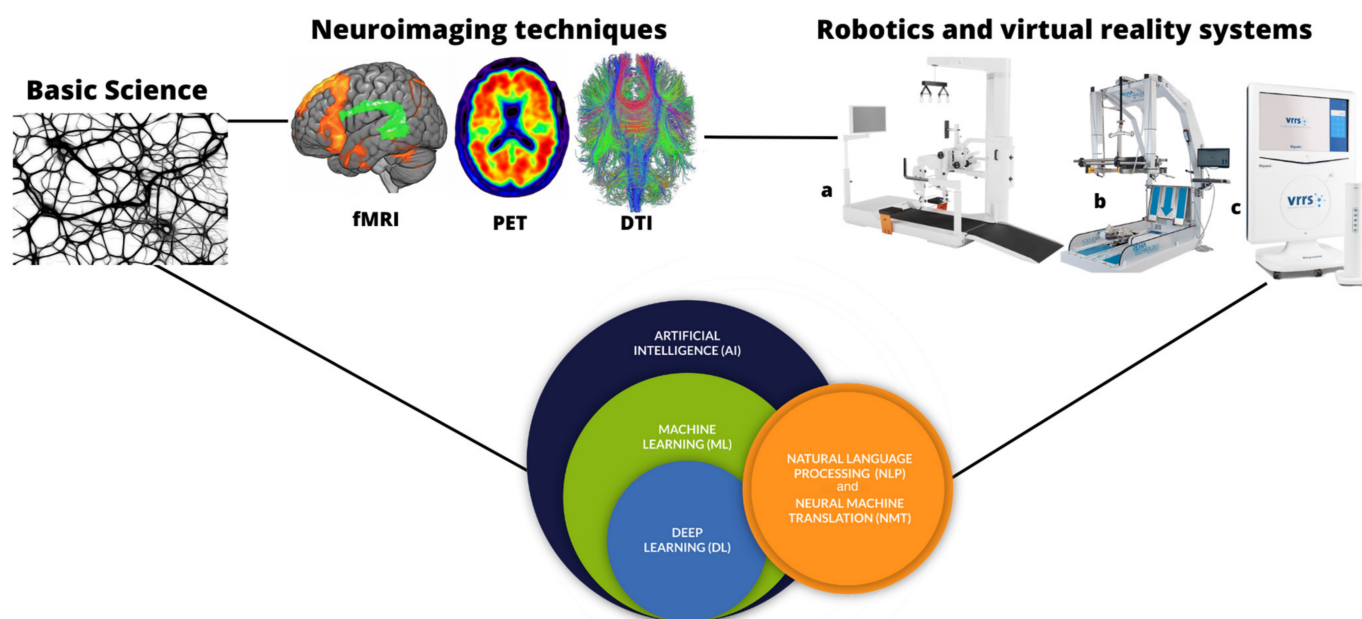 Neuroimaging techniques
Robotics and virtual reality systems
Basic Science
fMRI
PET
DTI
a
b
c
vrrs
vrrs
ARTIFICIAL
INTELLIGENCE (AI)
MACHINE
LEARNING (ML)
DEEP
LEARNING (DL)
NATURAL LANGUAGE
PROCESSING (NLP)
and
NEURAL MACHINE
TRANSLATION (NMT)